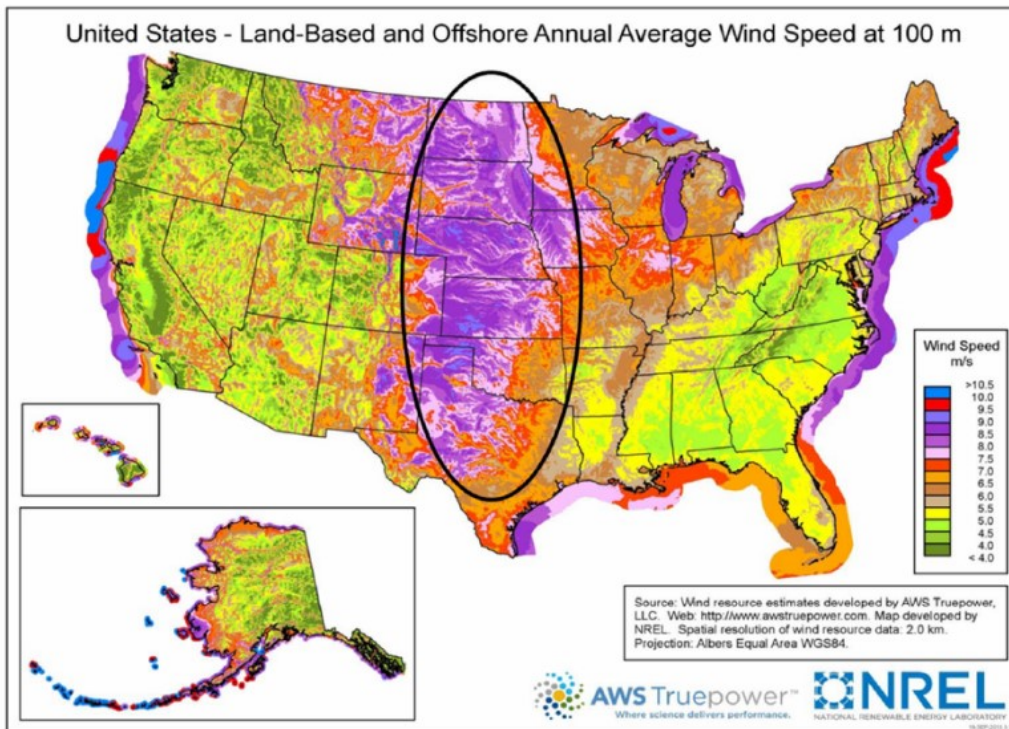 United States - Land-Based and Offshore Annual Average Wind Speed at 100 m
Wind Speed
m/s
>10.5
10.0
9.5
9.0
8.5
8.0
7.5
7.0
6.5
6.0
5.5
5.0
4.5
4.0
< 4.0
Source: Wind resource estimates developed by AWS Truepower,
LLC. Web: http://www.awstruepower.com. Map developed by
NREL. Spatial resolution of wind resource data: 2.0 km.
Projection: Albers Equal Area WGS84.
AWS Truepower™
Where science delivers performance.
NREL
NATIONAL RENEWABLE ENERGY LABORATORY